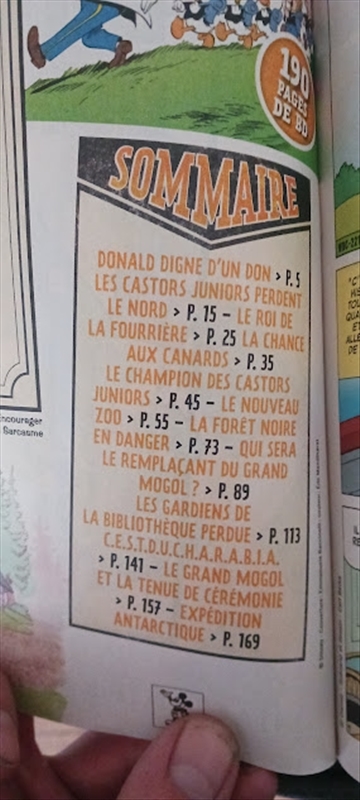 190
PAGES
DE BD
SOMMAIRE
DONALD DIGNE D'UN DON > P.5
LES CASTORS JUNIORS PERDENT
LE NORD > P. 15 – LE ROI DE
LA FOURRIÈRE > P. 25 LA CHANCE
AUX CANARDS > P. 35
LE CHAMPION DES CASTORS
JUNIORS > P. 45 – LE NOUVEAU
ZOO > P. 55 – LA FORÊT NOIRE
EN DANGER > P. 73 – QUI SERA
LE REMPLAÇANT DU GRAND
MOGOL ? > P. 89
LES GARDIENS DE
LA BIBLIOTHÈQUE PERDUE > P. 113
C.E.S.T.D.U.C.H.A.R.A.B.I.A.
> P. 141 – LE GRAND MOGOL
ET LA TENUE DE CÉRÉMONIE
> P. 157 – EXPÉDITION
ANTARCTIQUE > P. 169
ncourager
Sarcasme